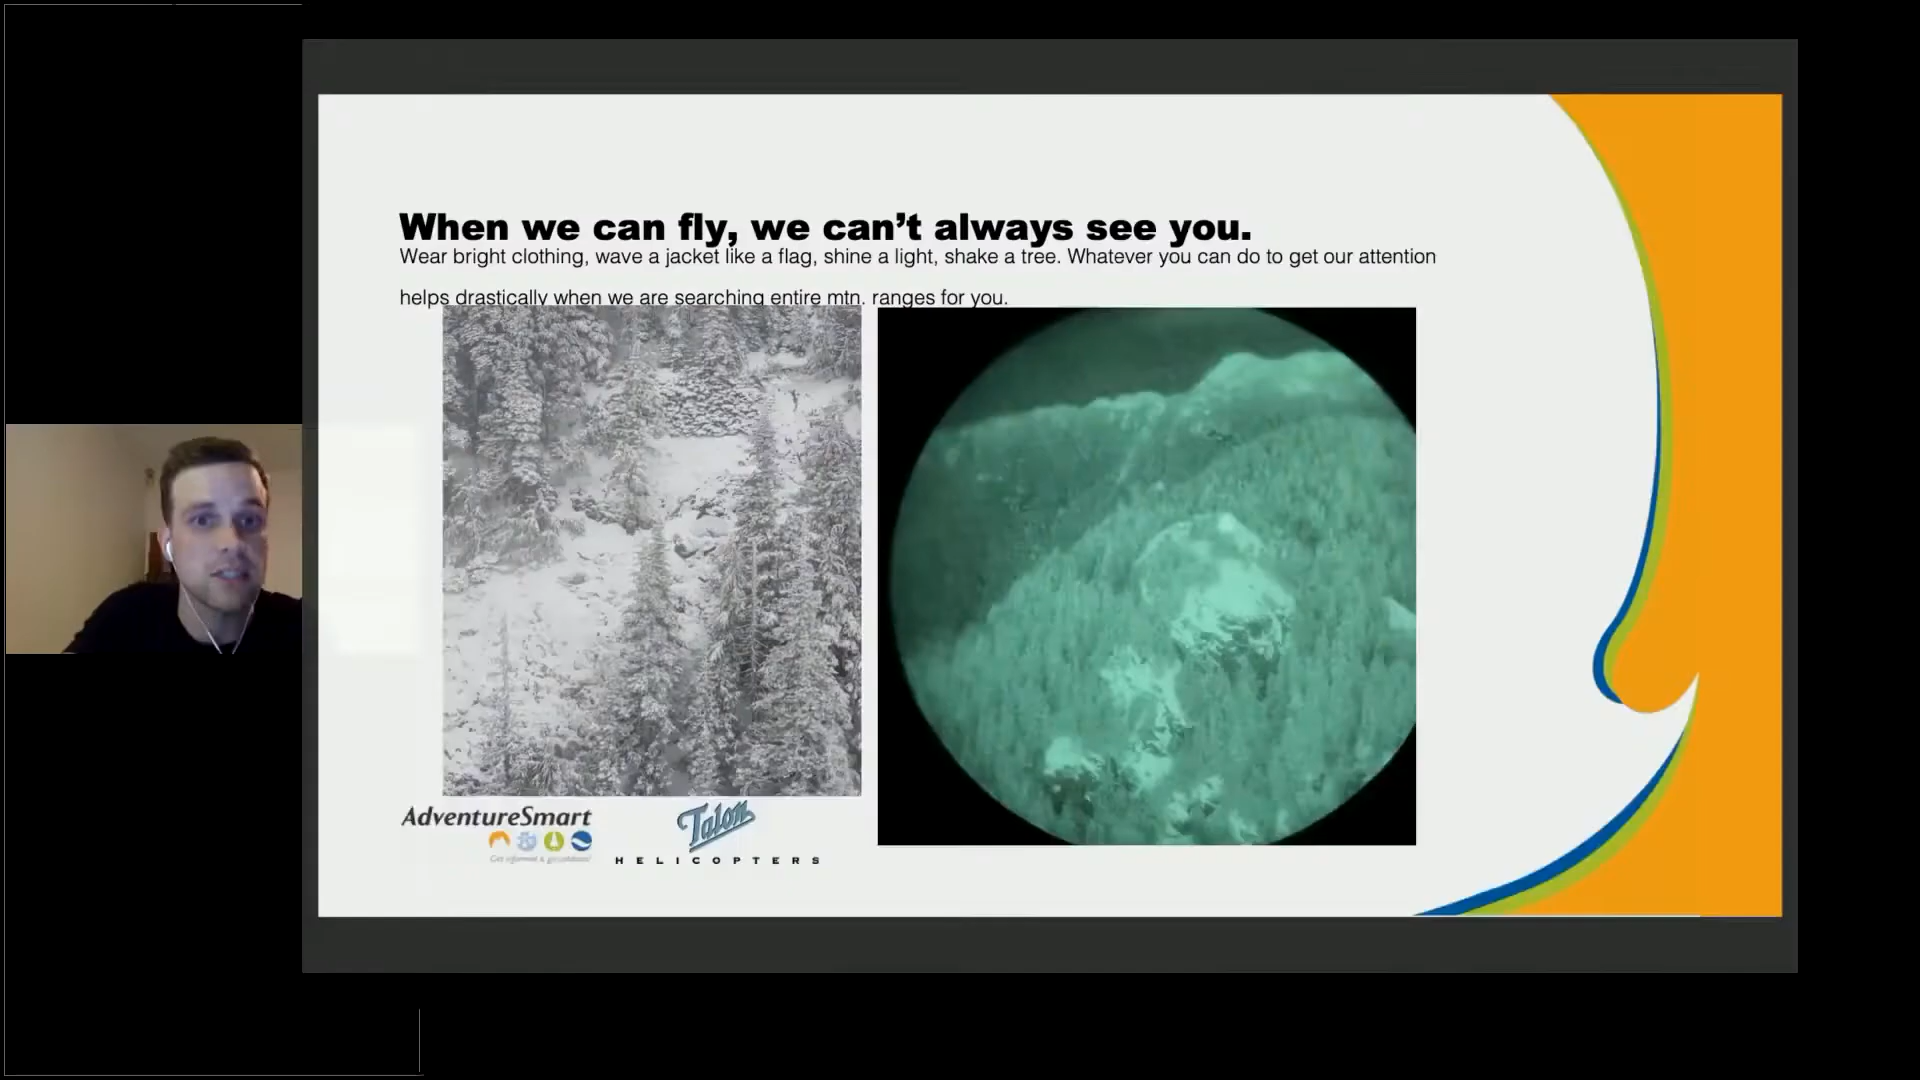 When we can fly, we can’t always see you.
Wear bright clothing, wave a jacket like a flag, shine a light, shake a tree. Whatever you can do to get our attention
helps drastically when we are searching entire mtn. ranges for you.
AdventureSmart
Talon
HELICOPTERS